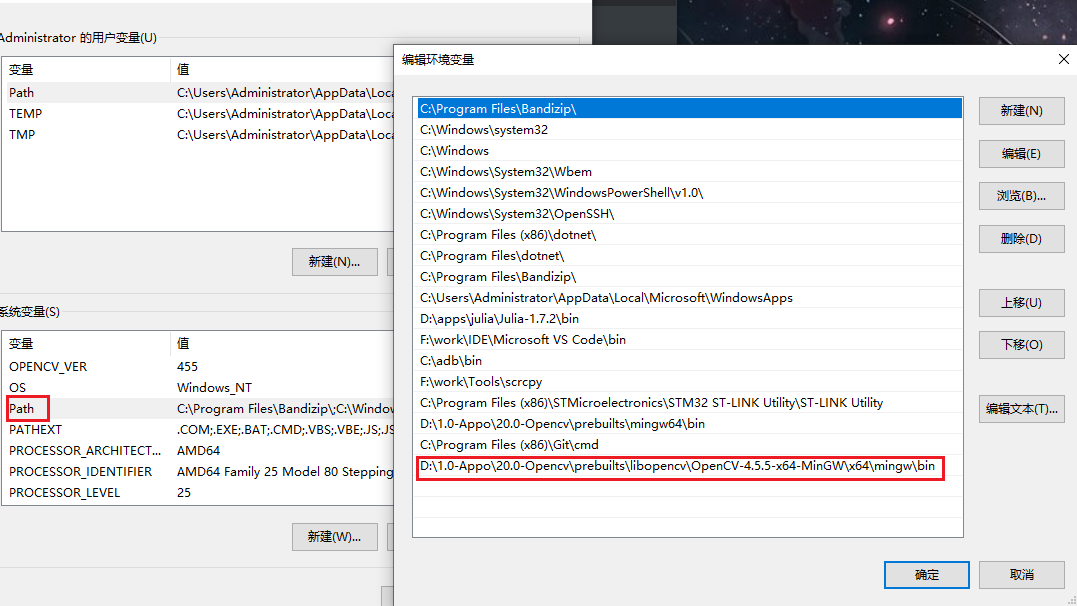 Administrator 的用户变量(U)
变量 值
Path C:\Users\Administrator\AppData\Loca
TEMP C:\Users\Administrator\AppData\Loca
TMP C:\Users\Administrator\AppData\Loca
新建(N)...
系统变量(S)
变量 值
OPENCV_VER 455
OS Windows_NT
Path C:\Program Files\Bandizip\;C:\Window
PATHEXT .COM;.EXE;.BAT;.CMD;.VBS;.VBE;.JS;.JS
PROCESSOR_ARCHITECT... AMD64
PROCESSOR_IDENTIFIER AMD64 Family 25 Model 80 Stepping
PROCESSOR_LEVEL 25
新建(W)...
编辑环境变量
C:\Program Files\Bandizip\
C:\Windows\system32
C:\Windows
C:\Windows\System32\Wbem
C:\Windows\System32\WindowsPowerShell\v1.0\
C:\Windows\System32\OpenSSH\
C:\Program Files (x86)\dotnet\
C:\Program Files\dotnet\
C:\Program Files\Bandizip\
C:\Users\Administrator\AppData\Local\Microsoft\WindowsApps
D:\apps\julia\Julia-1.7.2\bin
F:\work\IDE\Microsoft VS Code\bin
C:\adb\bin
F:\work\Tools\scrcpy
C:\Program Files (x86)\STMicroelectronics\STM32 ST-LINK Utility\ST-LINK Utility
D:\1.0-Appo\20.0-Opencv\prebuilts\mingw64\bin
C:\Program Files (x86)\Git\cmd
D:\1.0-Appo\20.0-Opencv\prebuilts\libopencv\OpenCV-4.5.5-x64-MinGW\x64\mingw\bin
新建(N)
编辑(E)
浏览(B)...
删除(D)
上移(U)
下移(O)
编辑文本(T)...
确定
取消